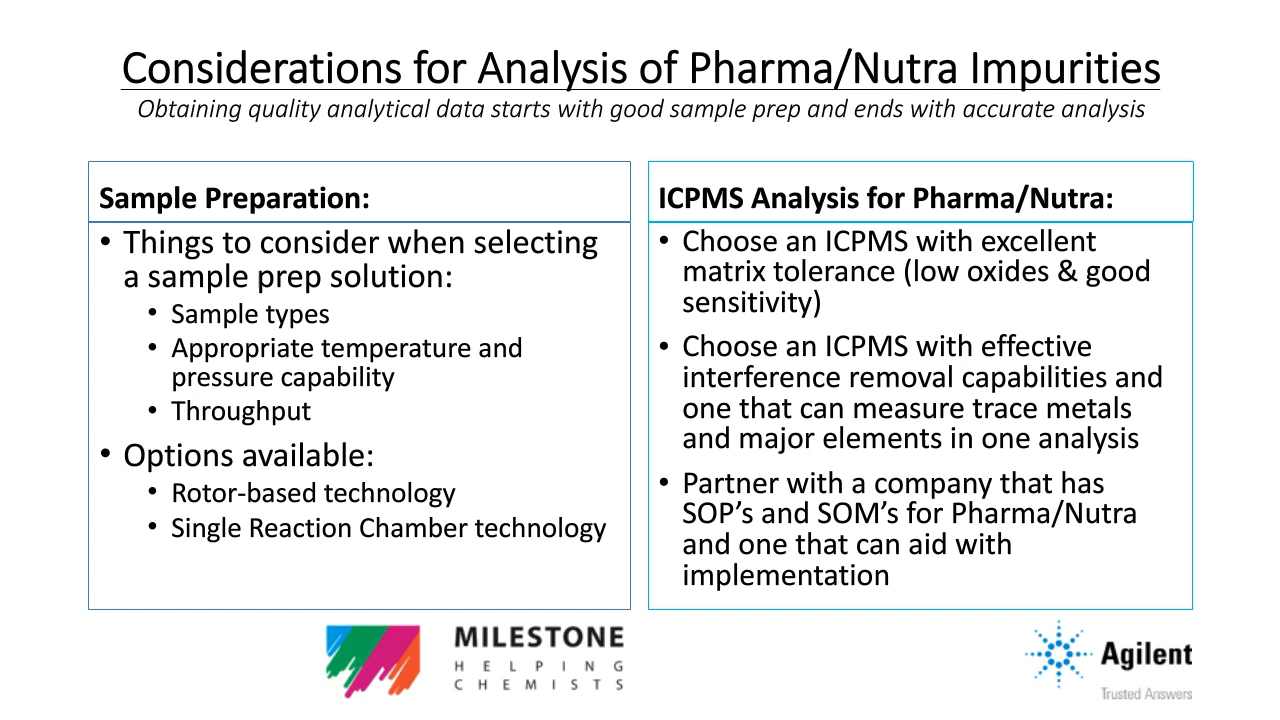 Considerations for Analysis of Pharma/Nutra Impurities
Obtaining quality analytical data starts with good sample prep and ends with accurate analysis
Sample Preparation:
• Things to consider when selecting
a sample prep solution:
• Sample types
• Appropriate temperature and
pressure capability
• Throughput
• Options available:
• Rotor-based technology
• Single Reaction Chamber technology
ICPMS Analysis for Pharma/Nutra:
• Choose an ICPMS with excellent
matrix tolerance (low oxides & good
sensitivity)
• Choose an ICPMS with effective
interference removal capabilities and
one that can measure trace metals
and major elements in one analysis
• Partner with a company that has
SOP's and SOM's for Pharma/Nutra
and one that can aid with
implementation
MILESTONE
HELPING
CHEMISTS
Agilent
Trusted Answers